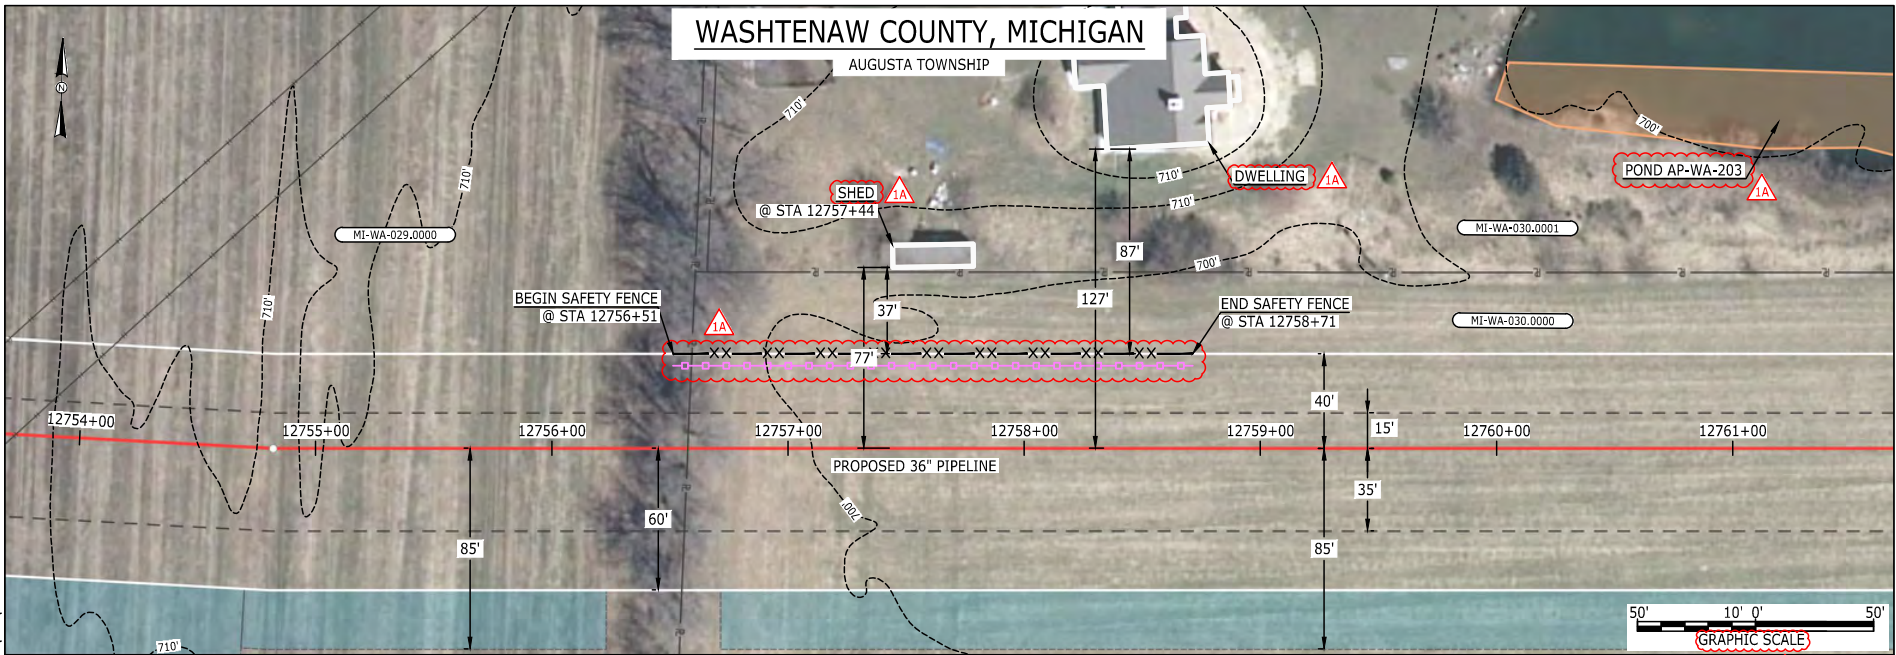 WASHTENAW COUNTY, MICHIGAN
AUGUSTA TOWNSHIP
N
710'
710'
710'
700'
SHED
1A
@ STA 12757+44
DWELLING
1A
POND AP-WA-203
1A
710'
710'
MI-WA-029.0000
MI-WA-030.0001
87'
700'
BEGIN SAFETY FENCE
@ STA 12756+51
1A
37'
127'
END SAFETY FENCE
@ STA 12758+71
MI-WA-030.0000
77'
40'
15'
12754+00
12755+00
12756+00
12757+00
12758+00
12759+00
12760+00
12761+00
PROPOSED 36" PIPELINE
35'
700'
60'
85'
85'
710'
50' 10' 0' 50'
GRAPHIC SCALE